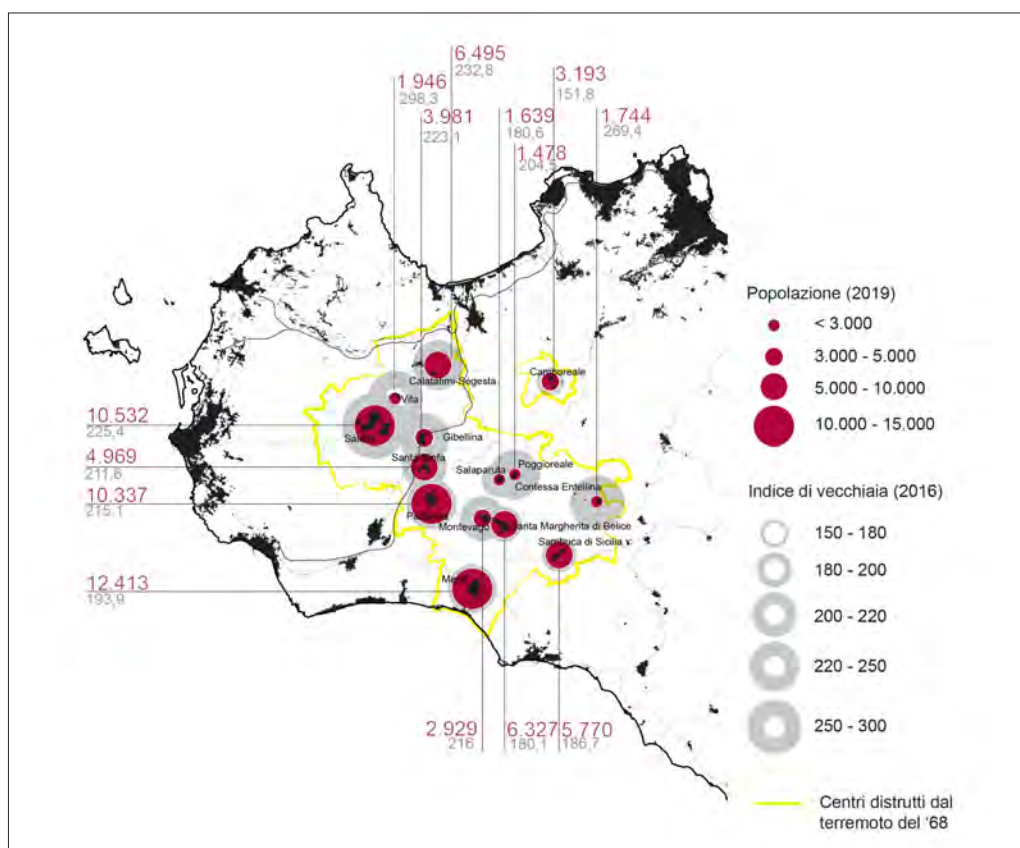 6.495
232,8
3.193
151,8
1.946
298,3
3.981
223,1
1.639
180,6
1.744
269,4
1.478
204,5
Popolazione (2019)
< 3.000
3.000 - 5.000
5.000 - 10.000
10.000 - 15.000
Calatafimi-Segesta
Camporeale
Vita
10.532
225,4
Salemi
Gibellina
4.969
211,6
Santa Ninfa
Salaparuta
Poggioreale
Contessa Entellina
10.337
215,1
Partanna
Montevago
Santa Margherita di Belice
Sambuca di Sicilia
Indice di vecchiaia (2016)
150 - 180
180 - 200
200 - 220
220 - 250
250 - 300
12.413
193,9
Menfi
2.929
216
6.327
180,1
5.770
186,7
Centri distrutti dal
terremoto del '68